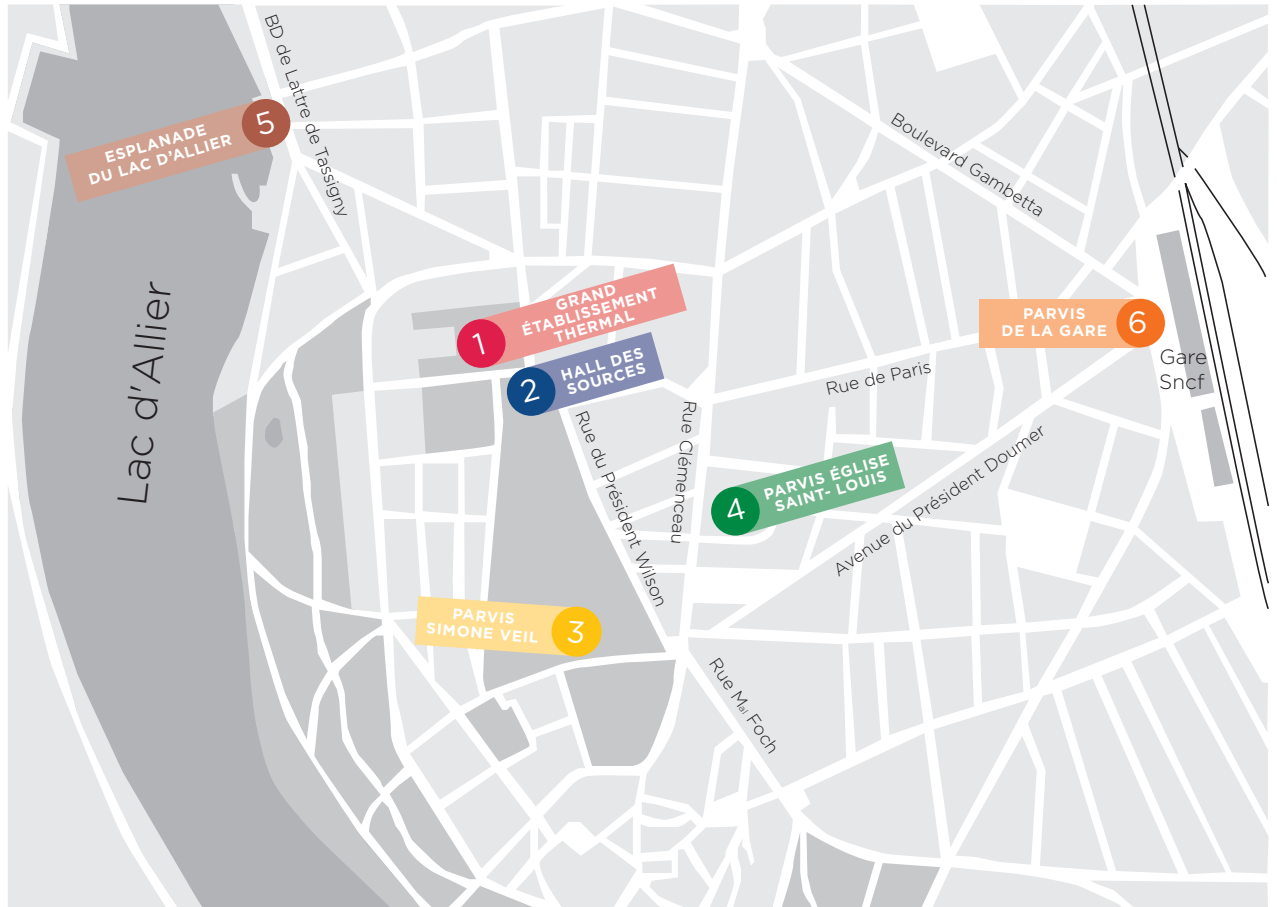 BD de Lattre de Tassigny
5
ESPLANADE
DU LAC D'ALLIER
Boulevard Gambetta
Lac d'Allier
1
GRAND
ÉTABLISSEMENT
THERMAL
2
HALL DES
SOURCES
PARVIS
DE LA GARE
6
Gare
Sncf
Rue de Paris
Rue du Président Wilson
Rue Clémenceau
4
PARVIS ÉGLISE
SAINT- LOUIS
Avenue du Président Doumer
PARVIS
SIMONE VEIL
3
Rue Mal Foch